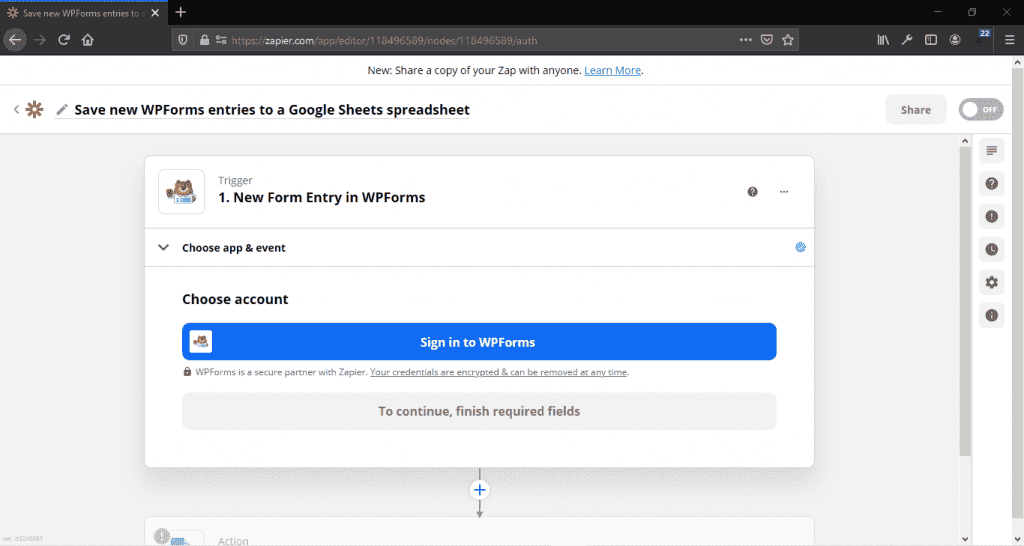 Save new WPForms entries to a
22
https://zapier.com/app/editor/118496589/nodes/118496589/auth
New: Share a copy of your Zap with anyone. Learn More.
Save new WPForms entries to a Google Sheets spreadsheet
Share
OFF
Trigger
1. New Form Entry in WPForms
Choose app & event
Choose account
Sign in to WPForms
WPForms is a secure partner with Zapier. Your credentials are encrypted & can be removed at any time.
To continue, finish required fields
Action